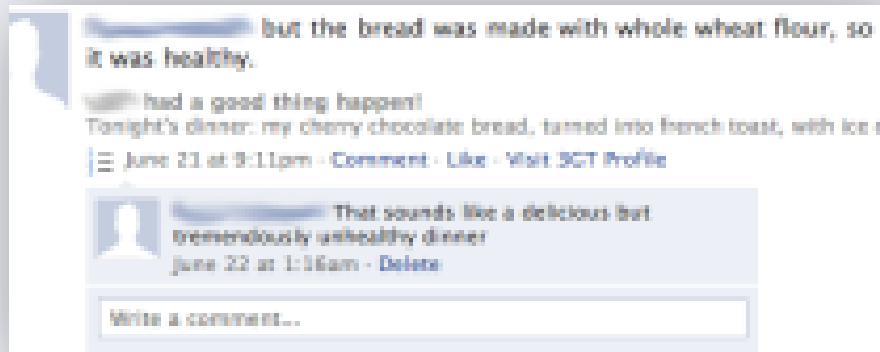 but the bread was made with whole wheat flour, so
it was healthy.
had a good thing happen!
Tonight's dinner: my cherry chocolate bread, turned into french toast, with ice
June 21 at 9:11pm · Comment · Like · Visit 3GT Profile
That sounds like a delicious but
tremendously unhealthy dinner
June 22 at 1:16am · Delete
Write a comment...